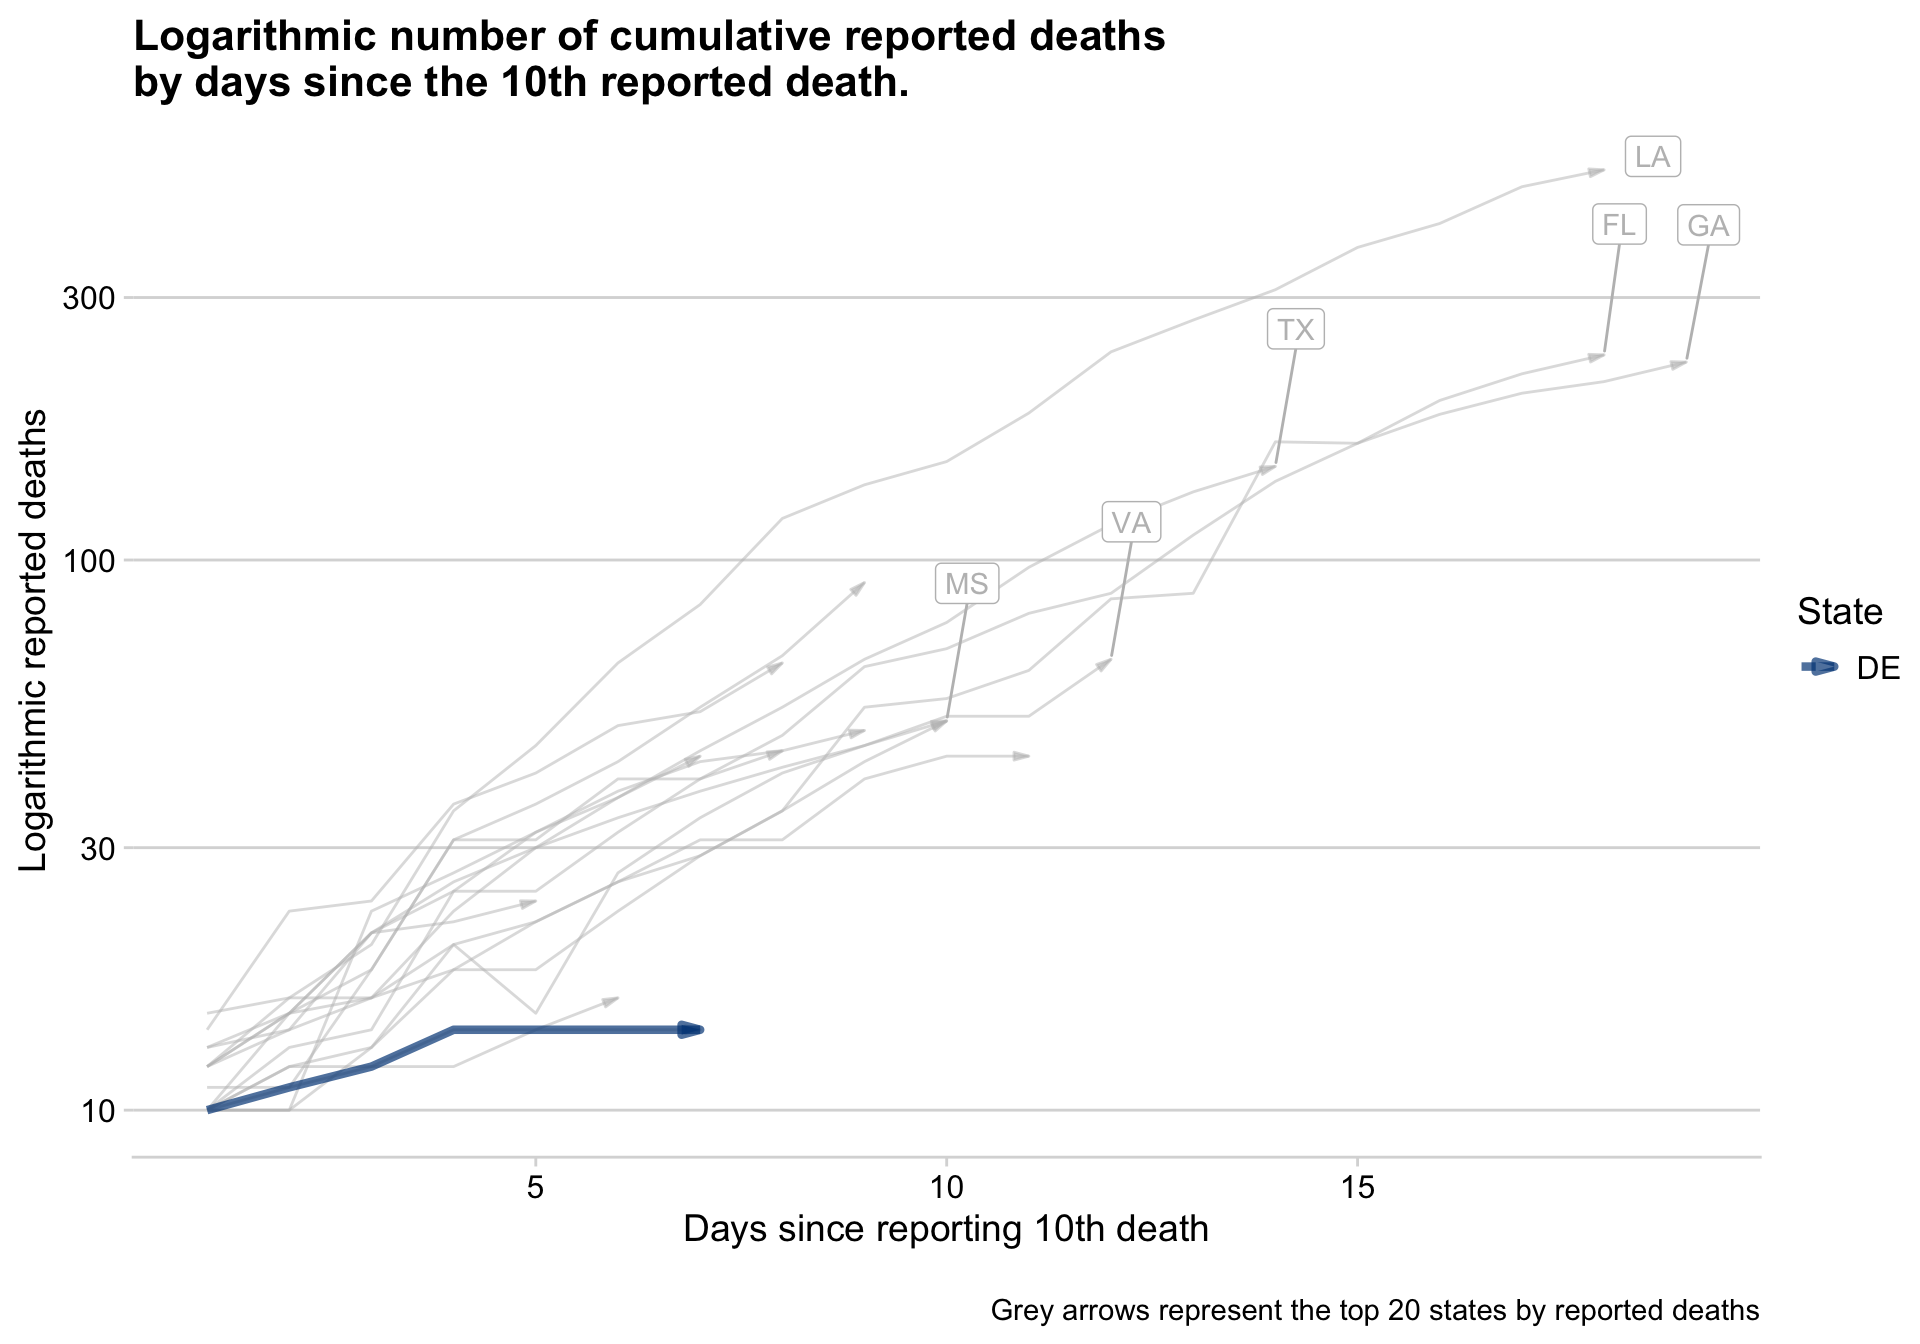 Logarithmic number of cumulative reported deaths
by days since the 10th reported death.
LA
FL
GA
TX
VA
MS
300
100
30
10
Logarithmic reported deaths
State
DE
5
10
15
Days since reporting 10th death
Grey arrows represent the top 20 states by reported deaths